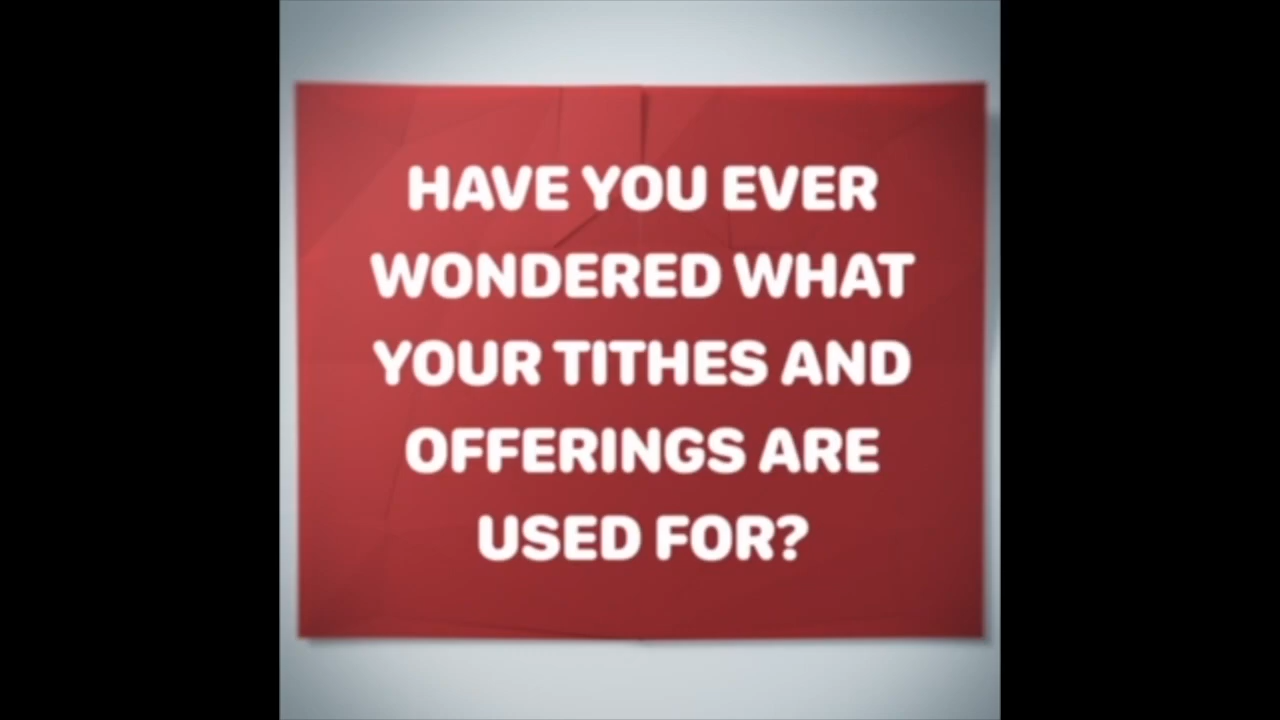 HAVE YOU EVER
WONDERED WHAT
YOUR TITHES AND
OFFERINGS ARE
USED FOR?